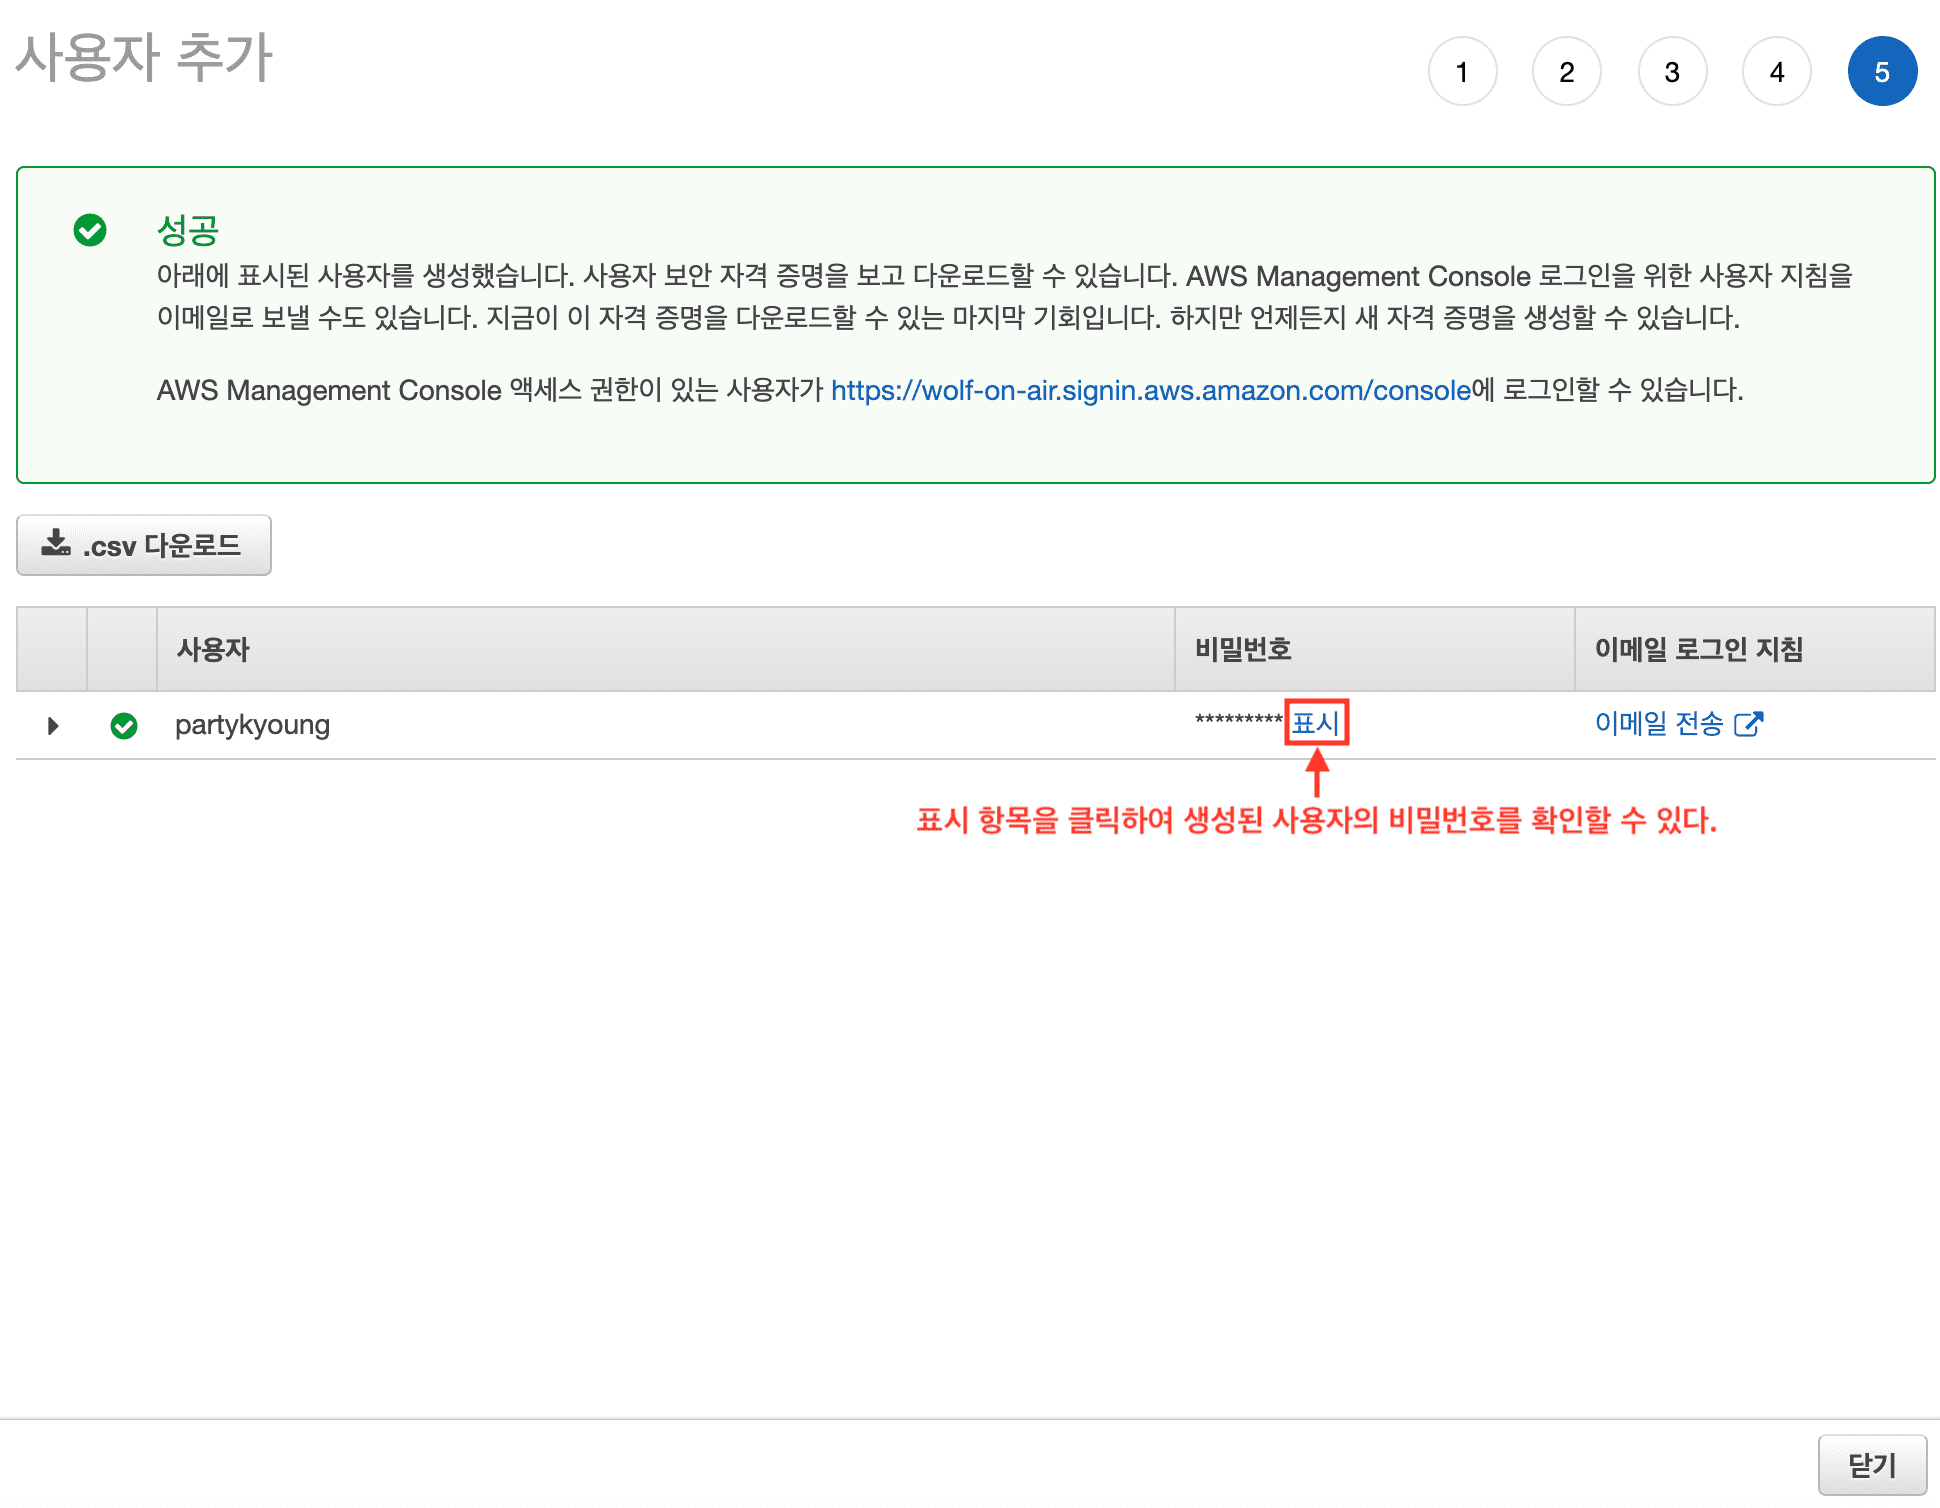 사용자 추가
1 2 3 4 5
성공
아래에 표시된 사용자를 생성했습니다. 사용자 보안 자격 증명을 보고 다운로드할 수 있습니다. AWS Management Console 로그인을 위한 사용자 지침을
이메일로 보낼 수도 있습니다. 지금이 이 자격 증명을 다운로드할 수 있는 마지막 기회입니다. 하지만 언제든지 새 자격 증명을 생성할 수 있습니다.
AWS Management Console 액세스 권한이 있는 사용자가 https://wolf-on-air.signin.aws.amazon.com/console에 로그인할 수 있습니다.
.csv 다운로드
사용자 비밀번호 이메일 로그인 지침
partykyoung ********* 표시 이메일 전송
표시 항목을 클릭하여 생성된 사용자의 비밀번호를 확인할 수 있다.
닫기